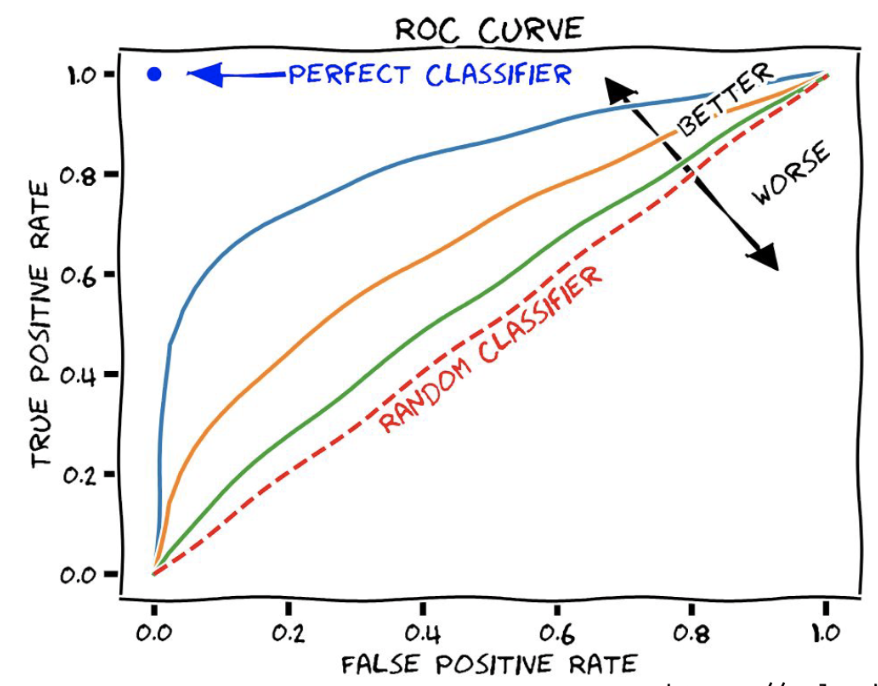 ROC CURVE
PERFECT CLASSIFIER
BETTER
WORSE
RANDOM CLASSIFIER
TRUE POSITIVE RATE
1.0
0.8
0.6
0.4
0.2
0.0
0.0 0.2 0.4 0.6 0.8 1.0
FALSE POSITIVE RATE